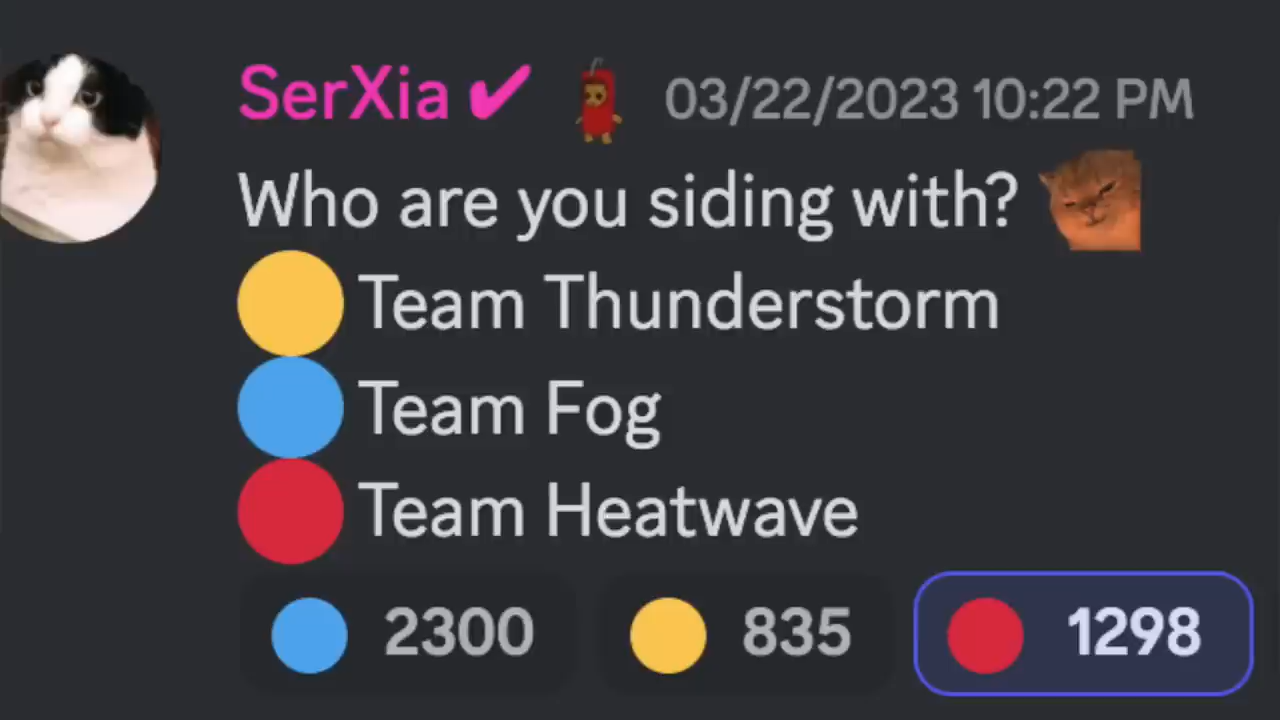 SerXia ✔ 03/22/2023 10:22 PM
Who are you siding with?
Team Thunderstorm
Team Fog
Team Heatwave
2300 835 1298